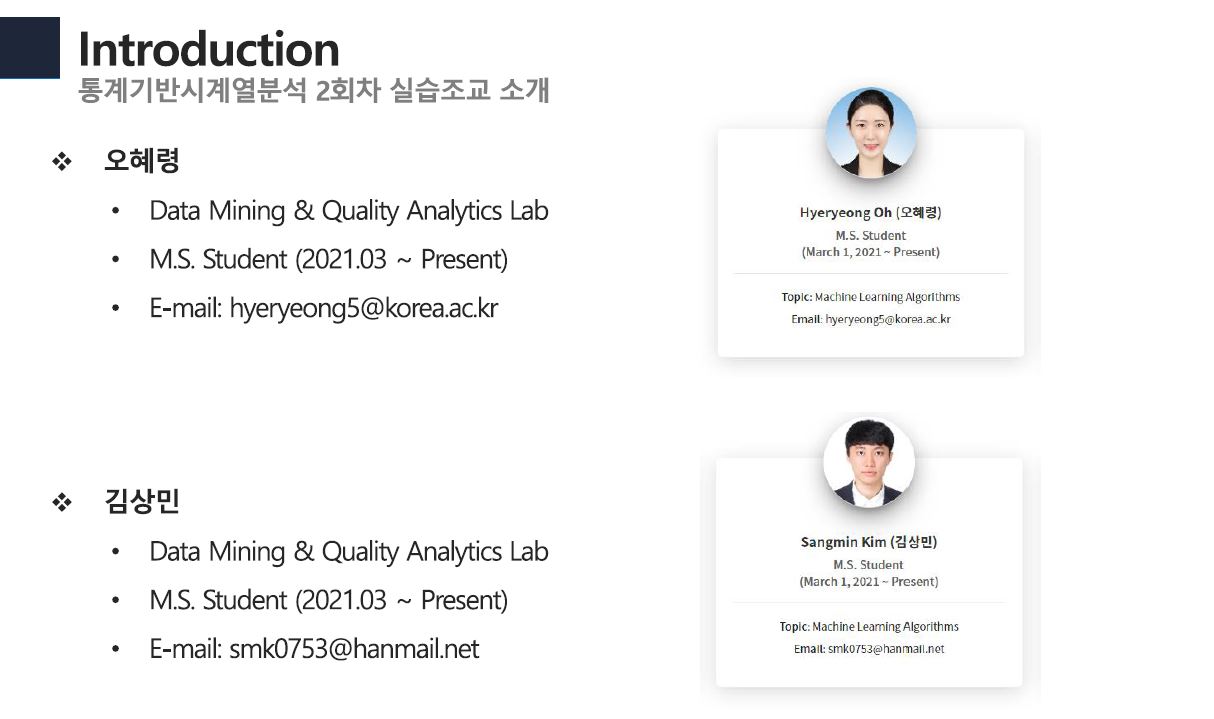 Introduction
통계기반시계열분석 2회차 실습조교 소개
❖ 오혜령
• Data Mining & Quality Analytics Lab
• M.S. Student (2021.03 ~ Present)
• E-mail: hyeryeong5@korea.ac.kr
Hyeryeong Oh (오혜령)
M.S. Student
(March 1, 2021 ~ Present)
Topic: Machine Learning Algorithms
Email: hyeryeong5@korea.ac.kr
❖ 김상민
• Data Mining & Quality Analytics Lab
• M.S. Student (2021.03 ~ Present)
• E-mail: smk0753@hanmail.net
Sangmin Kim (김상민)
M.S. Student
(March 1, 2021 ~ Present)
Topic: Machine Learning Algorithms
Email: smk0753@hanmail.net